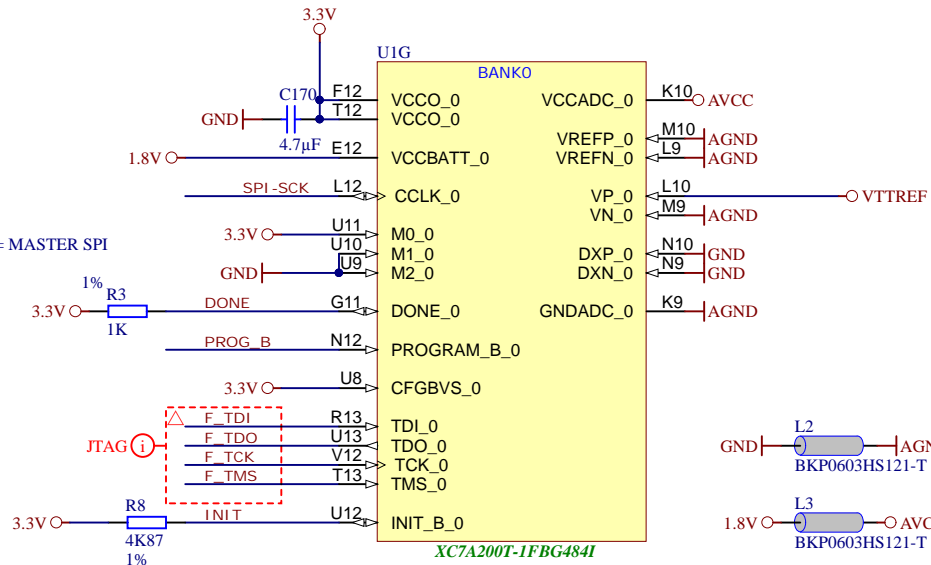 3.3V
U1G
BANK0
C170
F12
VCCO_0
VCCADC_0
K10
AVCC
GND
T12
VCCO_0
4.7µF
VREFP_0
M10
AGND
1.8V
E12
VCCBATT_0
VREFN_0
L9
AGND
SPI-SCK
L12
CCLK_0
VP_0
L10
VTTREF
VN_0
M9
AGND
3.3V
U11
M0_0
= MASTER SPI
U10
M1_0
DXP_0
N10
GND
GND
U9
M2_0
DXN_0
N9
GND
1%
R3
3.3V
DONE
G11
DONE_0
GNDADC_0
K9
AGND
1K
PROG_B
N12
PROGRAM_B_0
3.3V
U8
CFGBVS_0
F_TDI
R13
TDI_0
JTAG
i
F_TDO
U13
TDO_0
F_TCK
V12
TCK_0
F_TMS
T13
TMS_0
L2
GND
AGN
BKP0603HS121-T
R8
3.3V
INIT
U12
INIT_B_0
4K87
1%
L3
1.8V
AVC
BKP0603HS121-T
XC7A200T-1FBG484I